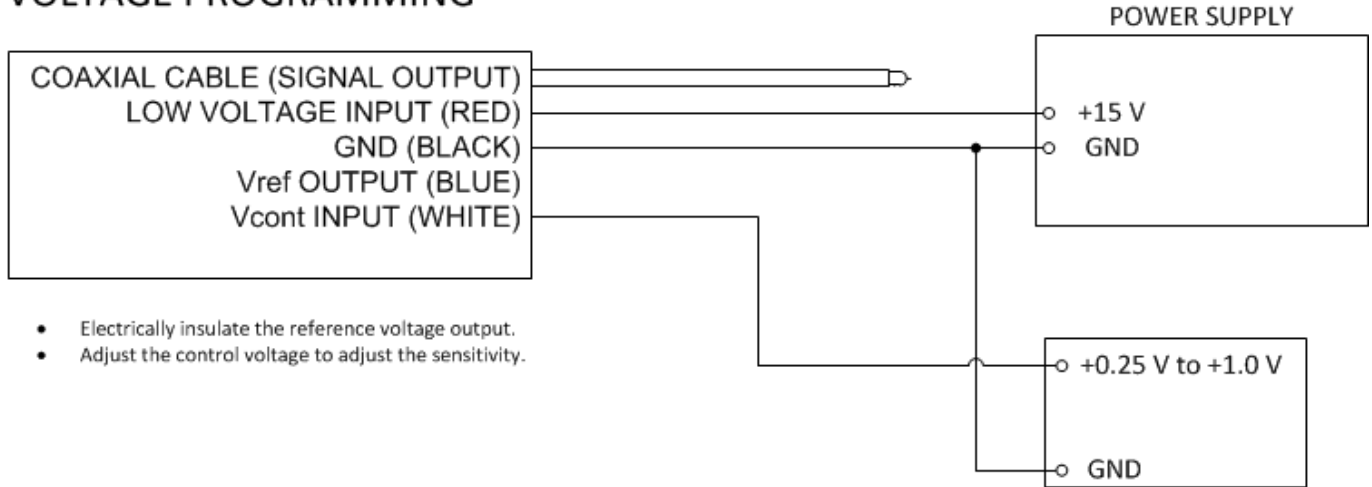 VOLTAGE PROGRAMMING
POWER SUPPLY
COAXIAL CABLE (SIGNAL OUTPUT)
LOW VOLTAGE INPUT (RED)
GND (BLACK)
Vref OUTPUT (BLUE)
Vcont INPUT (WHITE)
+15 V
GND
• Electrically insulate the reference voltage output.
• Adjust the control voltage to adjust the sensitivity.
+0.25 V to +1.0 V
GND